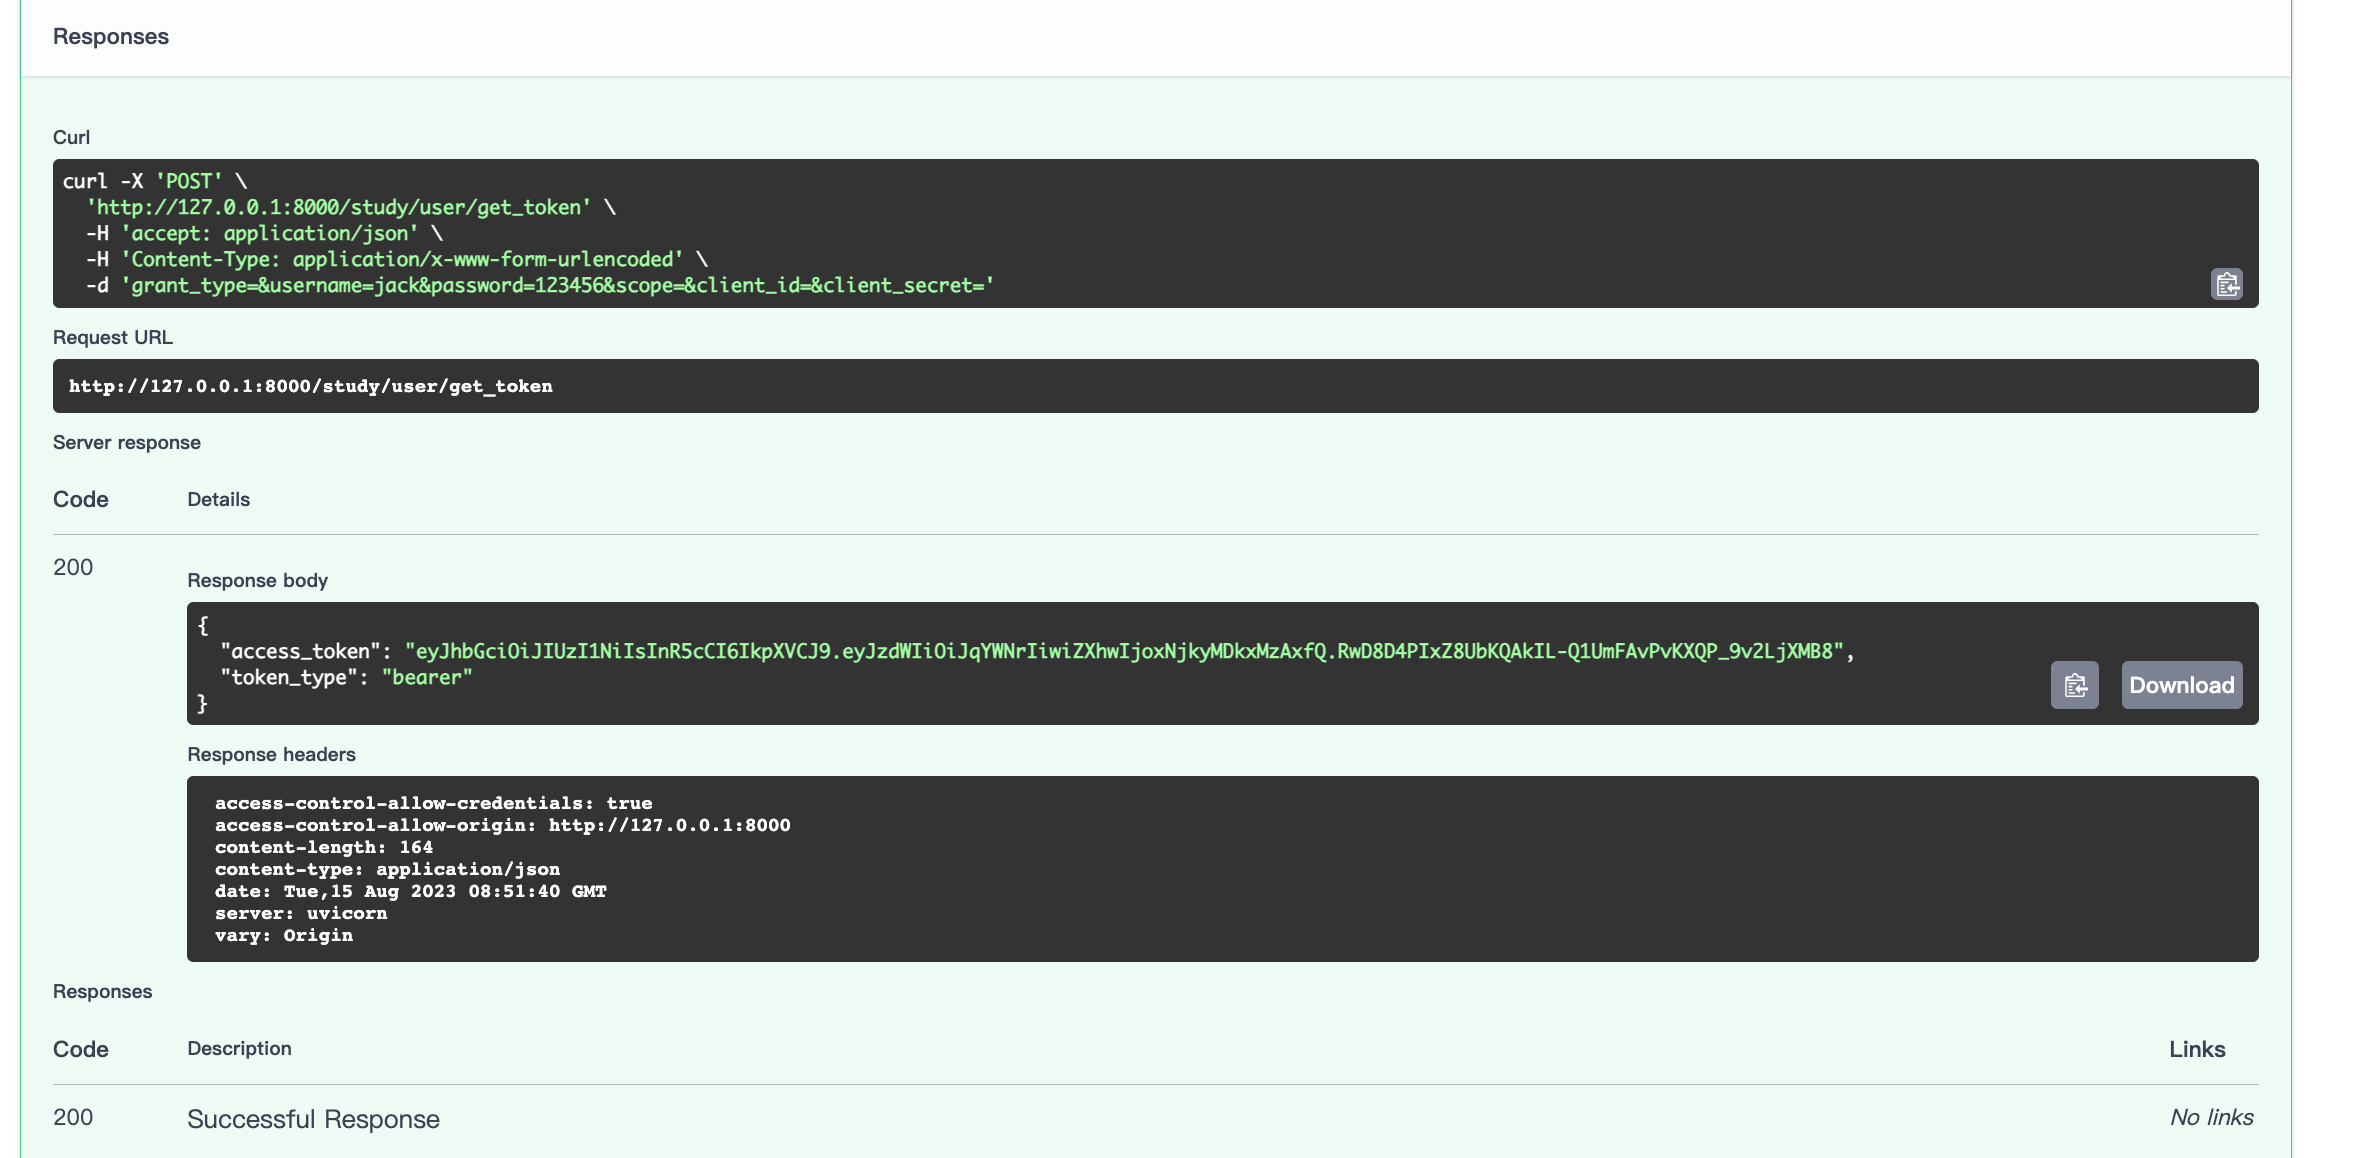 Responses
Curl
curl -X 'POST' \
'http://127.0.0.1:8000/study/user/get_token' \
-H 'accept: application/json' \
-H 'Content-Type: application/x-www-form-urlencoded' \
-d 'grant_type=&username=jack&password=123456&scope=&client_id=&client_secret='
Request URL
http://127.0.0.1:8000/study/user/get_token
Server response
Code Details
200
Response body
{
"access_token": "eyJhbGciOiJIUzI1NiIsInR5cCI6IkpXVCJ9.eyJzdWIiOiJqYWNrIiwiZXhwIjoxNjkyMDkxMzAxfQ.RwD8D4PIxZ8UbKQAkIL-Q1UmFAvPvKXQP_9v2LjXMB8",
"token_type": "bearer"
}
Download
Response headers
access-control-allow-credentials: true
access-control-allow-origin: http://127.0.0.1:8000
content-length: 164
content-type: application/json
date: Tue,15 Aug 2023 08:51:40 GMT
server: uvicorn
vary: Origin
Responses
Code Description Links
200 Successful Response No links